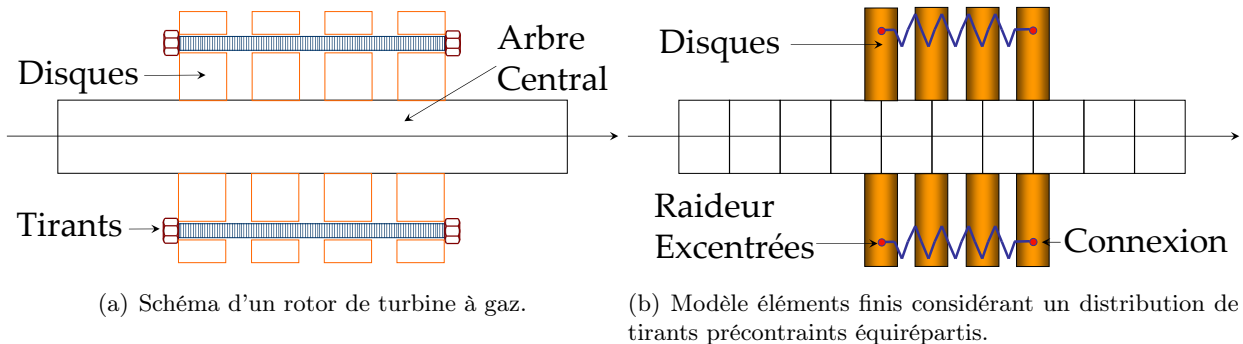 Disques
Arbre
Central
Tirants
(a) Schéma d'un rotor de turbine à gaz.
Disques
Raideur
Excentrées
Connexion
(b) Modèle éléments finis considérant un distribution de
tirants précontraints équirépartis.